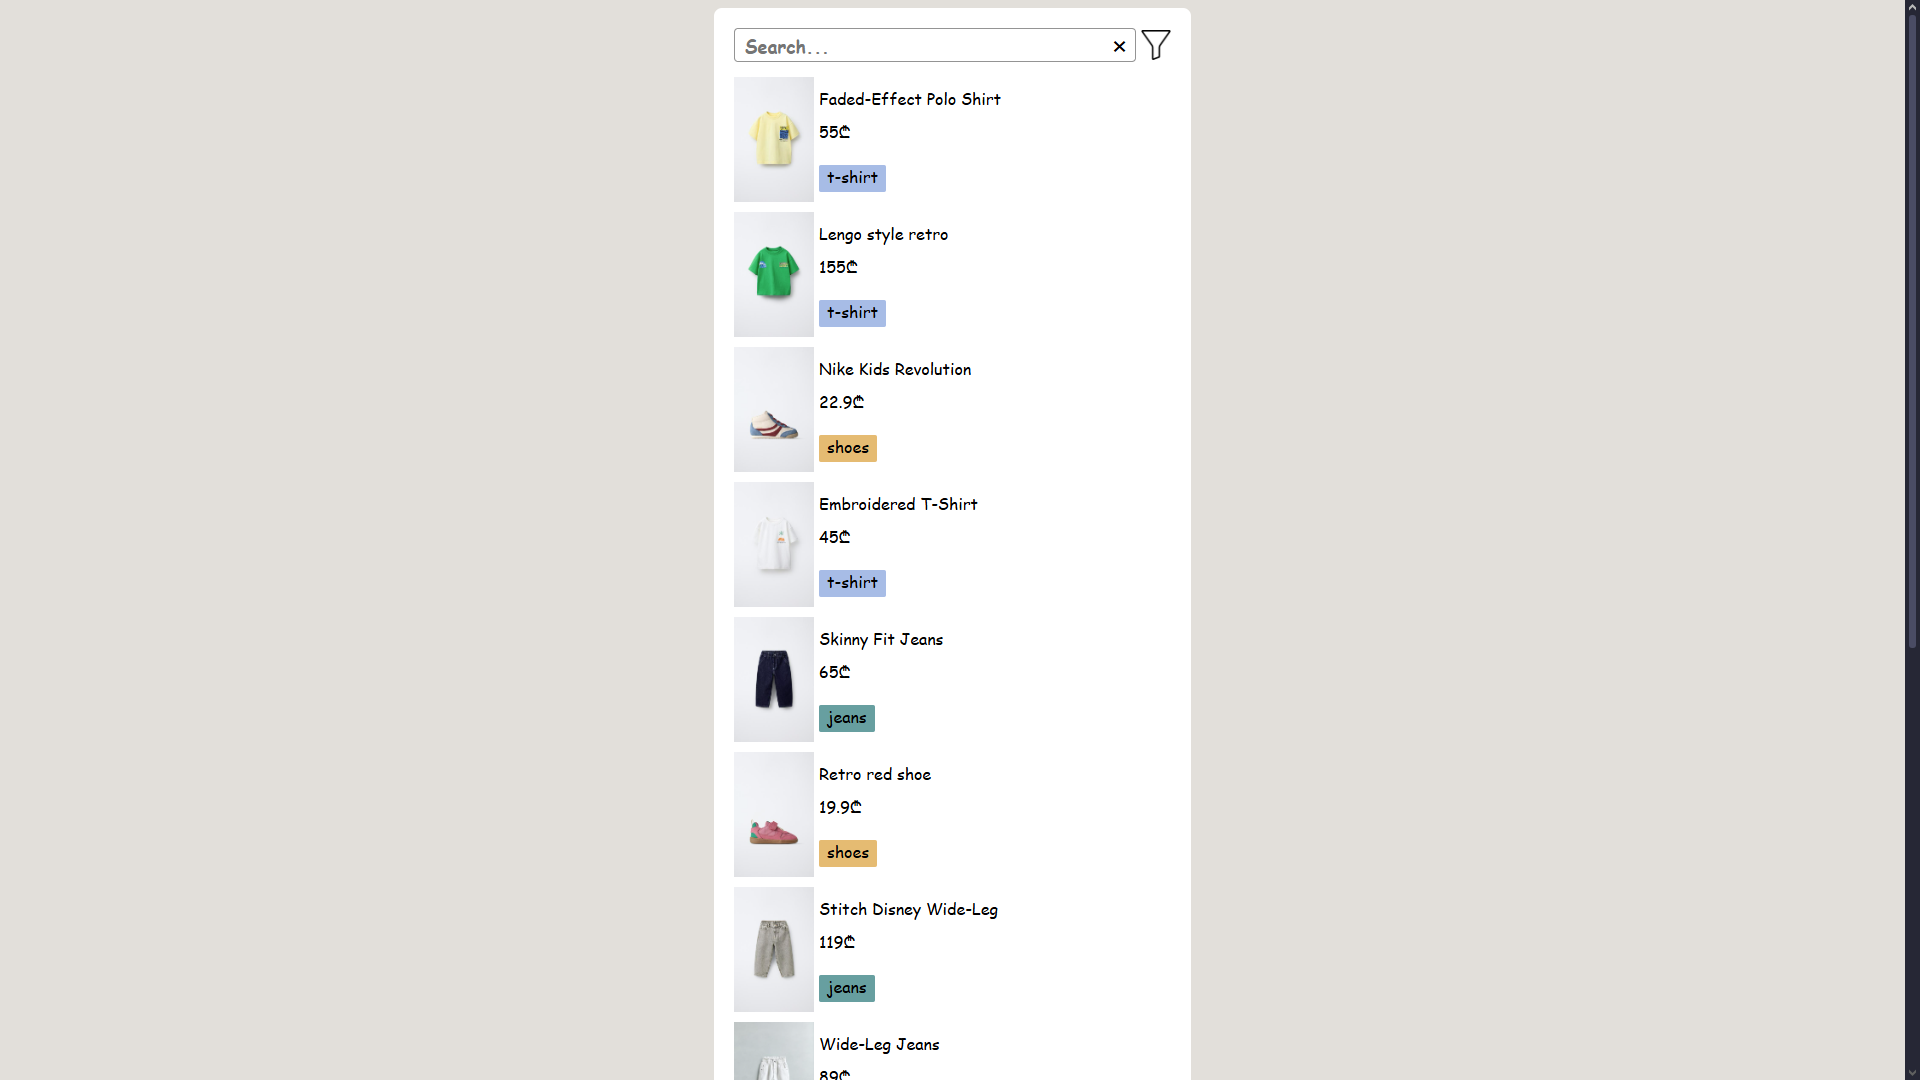 Search...
Faded-Effect Polo Shirt
55₾
t-shirt
Lengo style retro
155₾
t-shirt
Nike Kids Revolution
22.9₾
shoes
Embroidered T-Shirt
45₾
t-shirt
Skinny Fit Jeans
65₾
jeans
Retro red shoe
19.9₾
shoes
Stitch Disney Wide-Leg
119₾
jeans
Wide-Leg Jeans
89₾